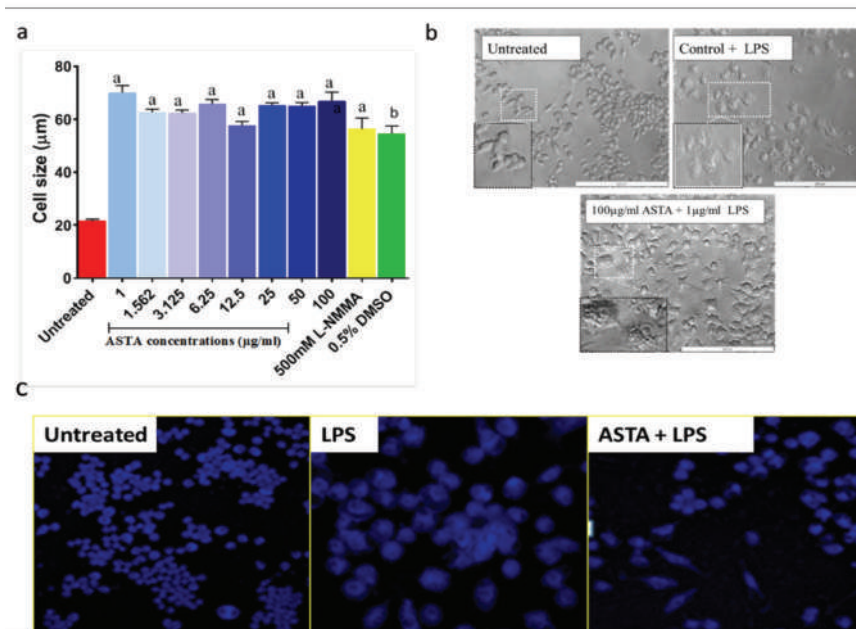 a
80
60
40
20
0
Cell size (µm)
a
a
a
a
a
a
a
a
a
a
b
Untreated
1
1.562
3.125
6.25
12.5
25
50
100
500mM L-NMMA
0.5% DMSO
ASTA concentrations (µg/ml)
b
Untreated
Control + LPS
100µg/ml ASTA + 1µg/ml LPS
c
Untreated
LPS
ASTA + LPS